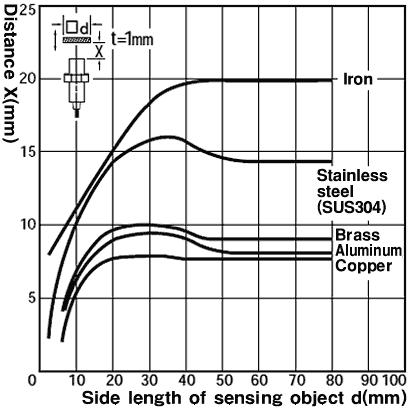 Distance X(mm)
25
20
15
10
5
0
d
t=1mm
X
Iron
Stainless
steel
(SUS304)
Brass
Aluminum
Copper
10 20 30 40 50 60 70 80 90 100
Side length of sensing object d(mm)